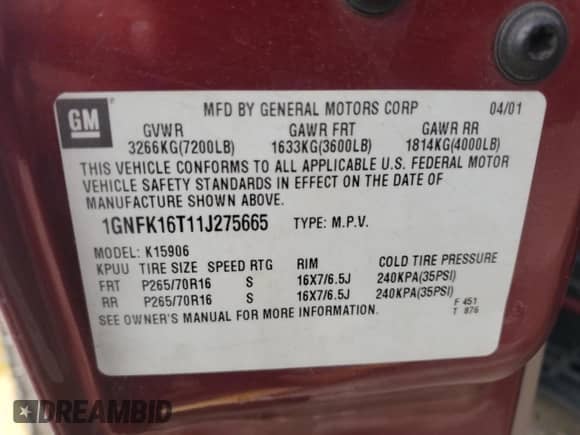 GM
MFD BY GENERAL MOTORS CORP 04/01
GVWR GAWR FRT GAWR RR
3266KG(7200LB) 1633KG(3600LB) 1814KG(4000LB)
THIS VEHICLE CONFORMS TO ALL APPLICABLE U.S. FEDERAL MOTOR
VEHICLE SAFETY STANDARDS IN EFFECT ON THE DATE OF
MANUFACTURE SHOWN ABOVE.
1GNFK16T11J275665 TYPE: M.P.V.
MODEL: K15906
KPUU TIRE SIZE SPEED RTG RIM COLD TIRE PRESSURE
FRT P265/70R16 S 16X7/6.5J 240KPA(35PSI)
RR P265/70R16 S 16X7/6.5J 240KPA(35PSI)
SEE OWNER'S MANUAL FOR MORE INFORMATION.
F 451
T 876
DREAMBID